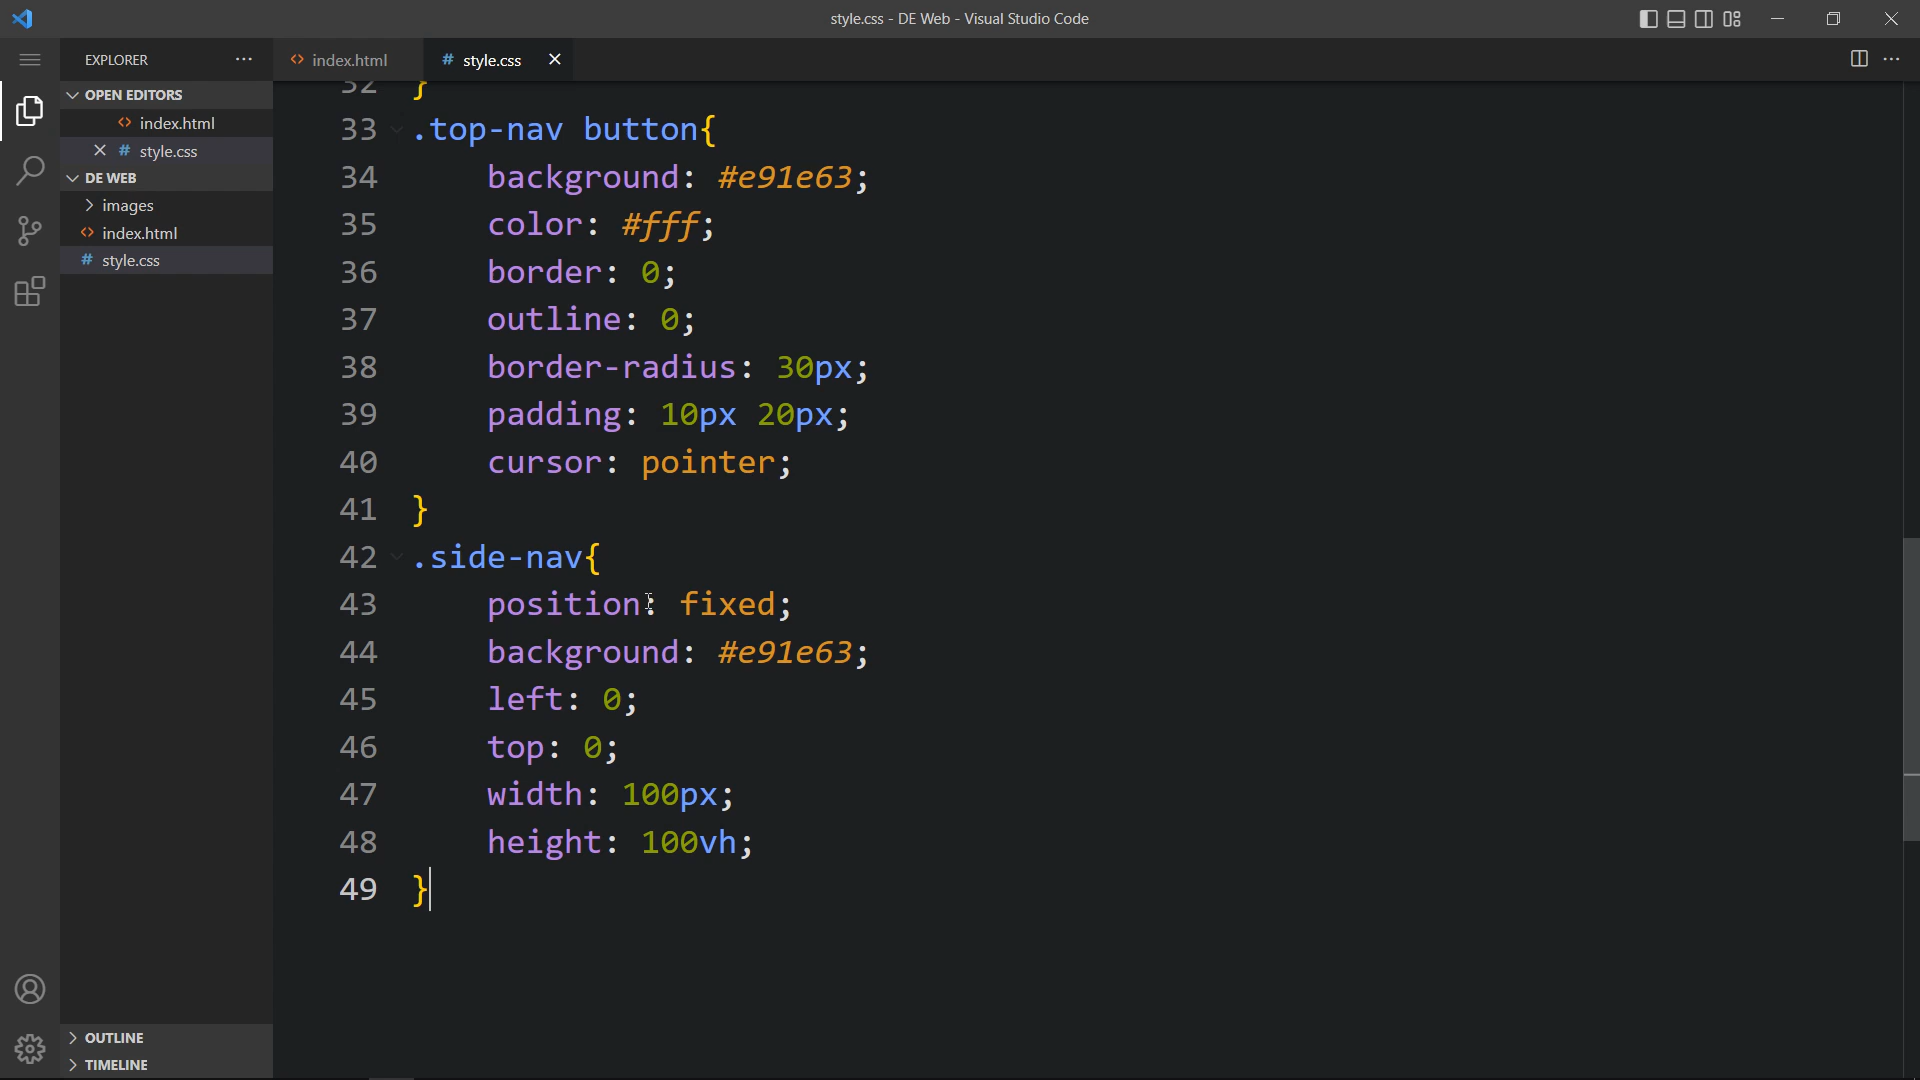 style.css - DE Web - Visual Studio Code
EXPLORER
index.html
# style.css
OPEN EDITORS
index.html
# style.css
DE WEB
images
index.html
# style.css
OUTLINE
TIMELINE
32 }
33 .top-nav button{
34 background: #e91e63;
35 color: #fff;
36 border: 0;
37 outline: 0;
38 border-radius: 30px;
39 padding: 10px 20px;
40 cursor: pointer;
41 }
42 .side-nav{
43 position: fixed;
44 background: #e91e63;
45 left: 0;
46 top: 0;
47 width: 100px;
48 height: 100vh;
49 }